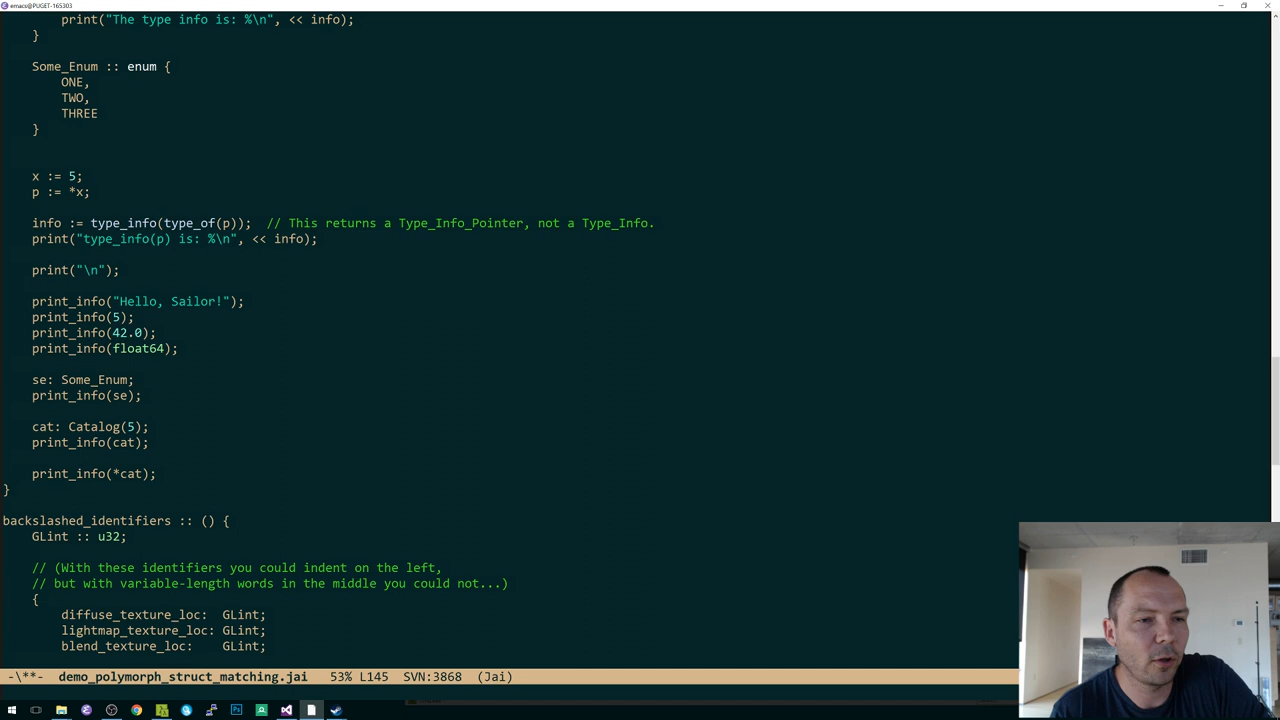 emacs@PUGET-165303
print("The type info is: %\n", << info);
}
Some_Enum :: enum {
ONE,
TWO,
THREE
}
x := 5;
p := *x;
info := type_info(type_of(p));  // This returns a Type_Info_Pointer, not a Type_Info.
print("type_info(p) is: %\n", << info);
print("\n");
print_info("Hello, Sailor!");
print_info(5);
print_info(42.0);
print_info(float64);
se: Some_Enum;
print_info(se);
cat: Catalog(5);
print_info(cat);
print_info(*cat);
}
backslashed_identifiers :: () {
GLint :: u32;
// (With these identifiers you could indent on the left,
// but with variable-length words in the middle you could not...)
{
diffuse_texture_loc:  GLint;
lightmap_texture_loc: GLint;
blend_texture_loc:    GLint;
-\**-  demo_polymorph_struct_matching.jai   53% L145  SVN:3868  (Jai)